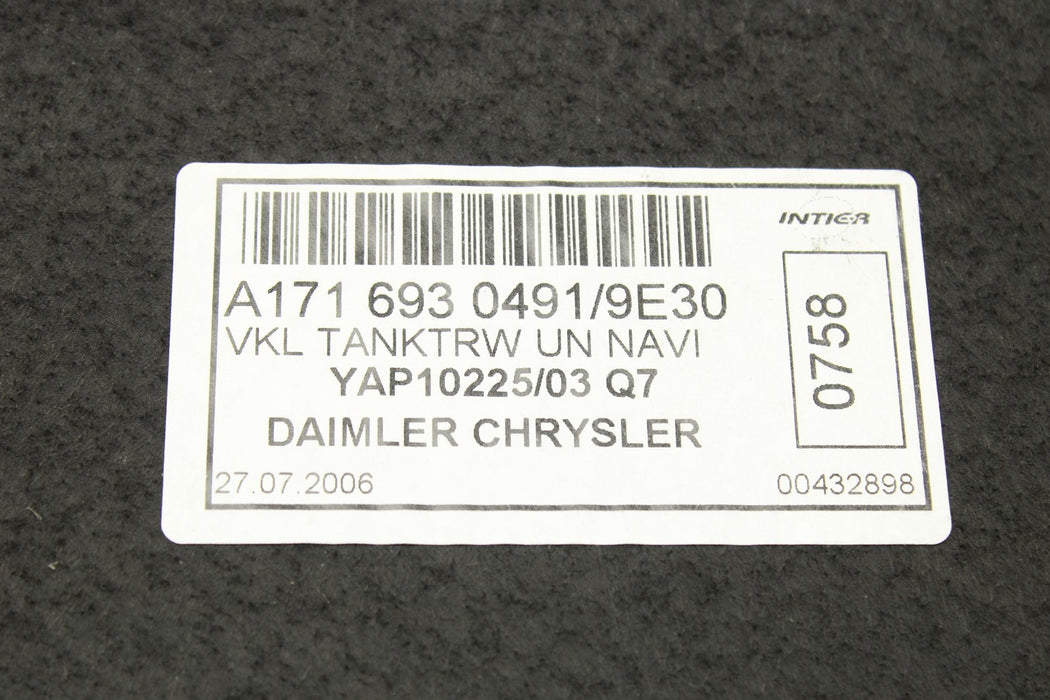 INTIER
A171 693 0491/9E30
VKL TANKTRW UN NAVI
YAP10225/03 Q7
DAIMLER CHRYSLER
0758
27.07.2006
00432898